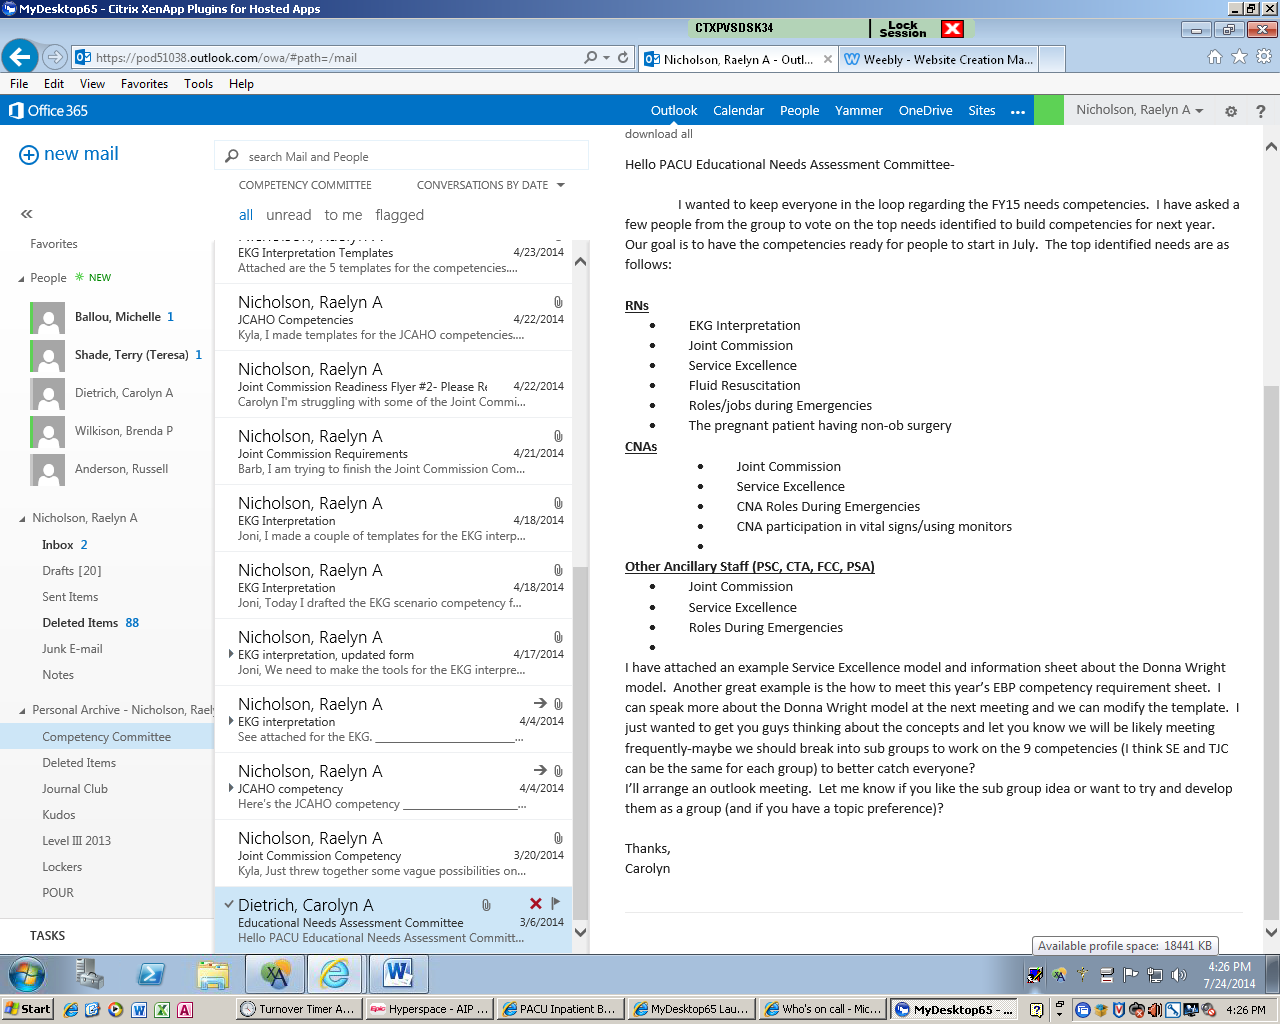 MyDesktop65 - Citrix XenApp Plugins for Hosted Apps
CTXPVSDSK34
Lock Session
https://pod51038.outlook.com/owa/#path=/mail
Nicholson, Raelyn A - Outl...
Weebly - Website Creation Ma...
File Edit View Favorites Tools Help
Office 365
Outlook Calendar People Yammer OneDrive Sites ...
Nicholson, Raelyn A
?
new mail
search Mail and People
COMPETENCY COMMITTEE
CONVERSATIONS BY DATE
all unread to me flagged
Favorites
People NEW
Ballou, Michelle 1
Shade, Terry (Teresa) 1
Dietrich, Carolyn A
Wilkison, Brenda P
Anderson, Russell
Nicholson, Raelyn A
Inbox 2
Drafts [20]
Sent Items
Deleted Items 88
Junk E-mail
Notes
Personal Archive - Nicholson, Rael
Competency Committee
Deleted Items
Journal Club
Kudos
Level III 2013
Lockers
POUR
TASKS
EKG Interpretation Templates 4/23/2014
Attached are the 5 templates for the competencies....
Nicholson, Raelyn A
JCAHO Competencies 4/22/2014
Kyla, I made templates for the JCAHO competencies....
Nicholson, Raelyn A
Joint Commission Readiness Flyer #2- Please Re 4/22/2014
Carolyn I'm struggling with some of the Joint Commi...
Nicholson, Raelyn A
Joint Commission Requirements 4/21/2014
Barb, I am trying to finish the Joint Commission Com...
Nicholson, Raelyn A
EKG Interpretation 4/18/2014
Joni, I made a couple of templates for the EKG interp...
Nicholson, Raelyn A
EKG Interpretation 4/18/2014
Joni, Today I drafted the EKG scenario competency f...
Nicholson, Raelyn A
EKG interpretation, updated form 4/17/2014
Joni, We need to make the tools for the EKG interpre...
Nicholson, Raelyn A
EKG interpretation 4/4/2014
See attached for the EKG. ________________________...
Nicholson, Raelyn A
JCAHO competency 4/4/2014
Here's the JCAHO competency ____________________...
Nicholson, Raelyn A
Joint Commission Competency 3/20/2014
Kyla, Just threw together some vague possibilities on...
Dietrich, Carolyn A
Educational Needs Assessment Committee 3/6/2014
Hello PACU Educational Needs Assessment Committ...
download all
Hello PACU Educational Needs Assessment Committee-
I wanted to keep everyone in the loop regarding the FY15 needs competencies. I have asked a
few people from the group to vote on the top needs identified to build competencies for next year.
Our goal is to have the competencies ready for people to start in July. The top identified needs are as
follows:
RNs
• EKG Interpretation
• Joint Commission
• Service Excellence
• Fluid Resuscitation
• Roles/jobs during Emergencies
• The pregnant patient having non-ob surgery
CNAs
• Joint Commission
• Service Excellence
• CNA Roles During Emergencies
• CNA participation in vital signs/using monitors
•
Other Ancillary Staff (PSC, CTA, FCC, PSA)
• Joint Commission
• Service Excellence
• Roles During Emergencies
•
I have attached an example Service Excellence model and information sheet about the Donna Wright
model. Another great example is the how to meet this year's EBP competency requirement sheet. I
can speak more about the Donna Wright model at the next meeting and we can modify the template. I
just wanted to get you guys thinking about the concepts and let you know we will be likely meeting
frequently-maybe we should break into sub groups to work on the 9 competencies (I think SE and TJC
can be the same for each group) to better catch everyone?
I'll arrange an outlook meeting. Let me know if you like the sub group idea or want to try and develop
them as a group (and if you have a topic preference)?
Thanks,
Carolyn
Available profile space: 18441 KB
4:26 PM
7/24/2014
Start
Turnover Timer A...
Hyperspace - AIP ...
PACU Inpatient B...
MyDesktop65 Lau...
Who's on call - Mic...
MyDesktop65 - ...
4:26 PM